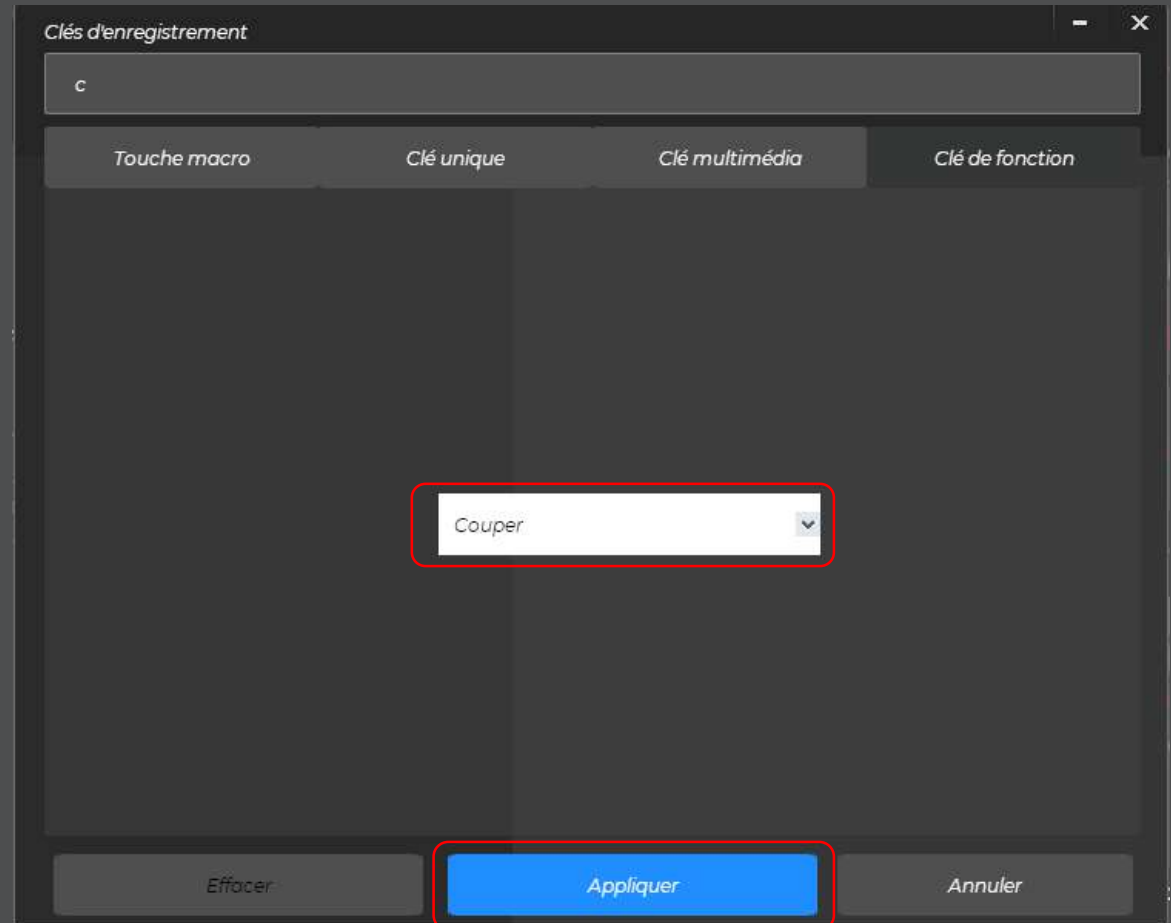 Clés d'enregistrement
c
Touche macro Clé unique Clé multimédia Clé de fonction
Couper
Effacer Appliquer Annuler